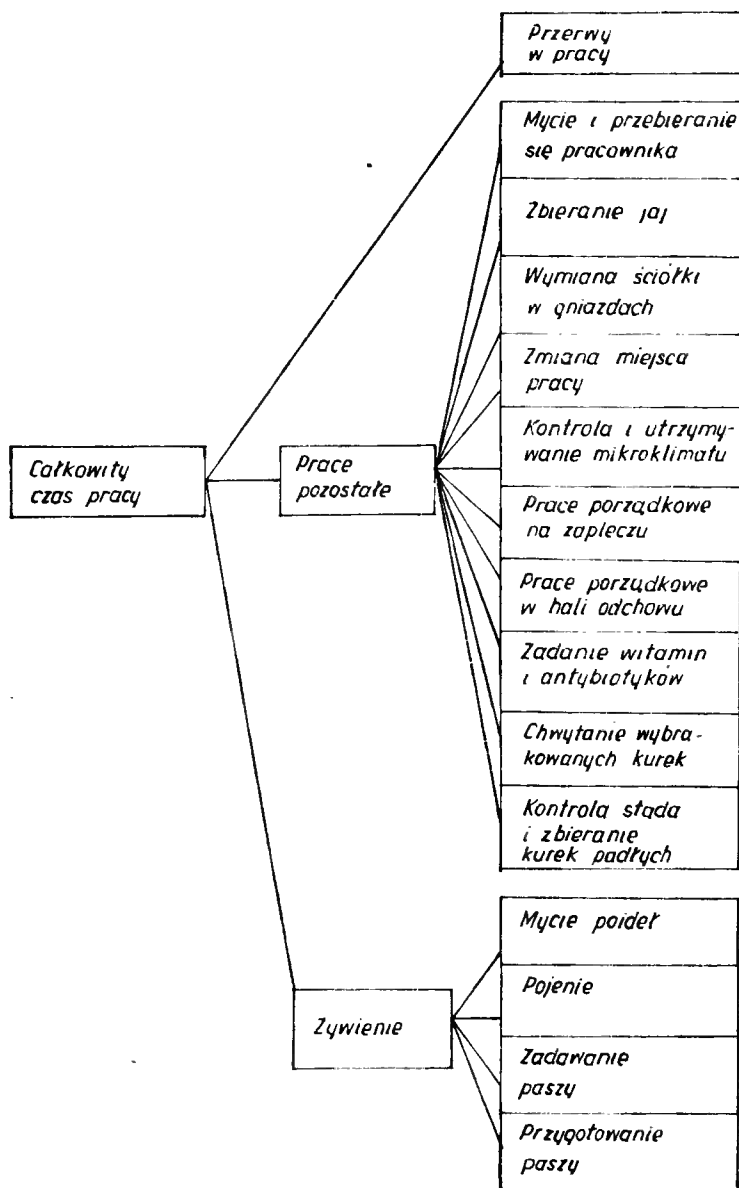 Przerwy
w pracy
Mycie i przebieranie
się pracownika
Zbieranie jaj
Wymiana ściółki
w gniazdach
Zmiana miejsca
pracy
Kontrola i utrzymy-
wanie mikroklimatu
Prace porządkowe
na zapleczu
Prace porządkowe
w hali odchowu
Zadanie witamin
i antybiotyków
Chwytanie wybra-
kowanych kurek
Kontrola stada
i zbieranie
kurek padłych
Całkowity
czas pracy
Prace
pozostałe
Żywienie
Mycie poideł
Pojenie
Zadawanie
paszy
Przygotowanie
paszy